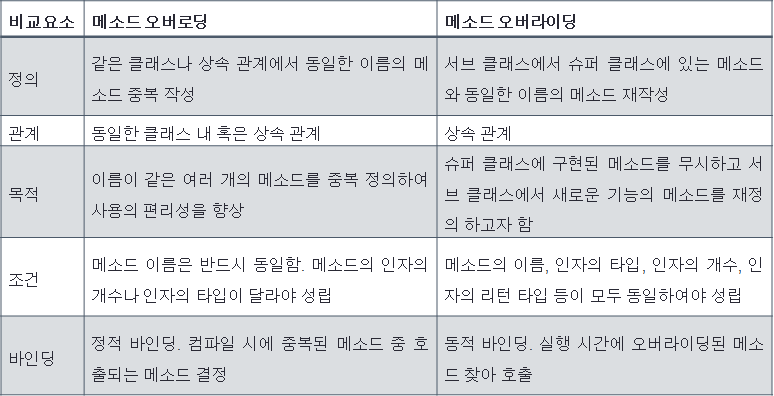 비교요소 메소드 오버로딩 메소드 오버라이딩
정의
같은 클래스나 상속 관계에서 동일한 이름의 메
소드 중복 작성
서브 클래스에서 슈퍼 클래스에 있는 메소드
와 동일한 이름의 메소드 재작성
관계 동일한 클래스 내 혹은 상속 관계 상속 관계
목적
이름이 같은 여러 개의 메소드를 중복 정의하여
사용의 편리성을 향상
슈퍼 클래스에 구현된 메소드를 무시하고 서
브 클래스에서 새로운 기능의 메소드를 재정
의 하고자 함
조건
메소드 이름은 반드시 동일함. 메소드의 인자의
개수나 인자의 타입이 달라야 성립
메소드의 이름, 인자의 타입, 인자의 개수, 인
자의 리턴 타입 등이 모두 동일하여야 성립
바인딩
정적 바인딩. 컴파일 시에 중복된 메소드 중 호
출되는 메소드 결정
동적 바인딩. 실행 시간에 오버라이딩된 메소
드 찾아 호출